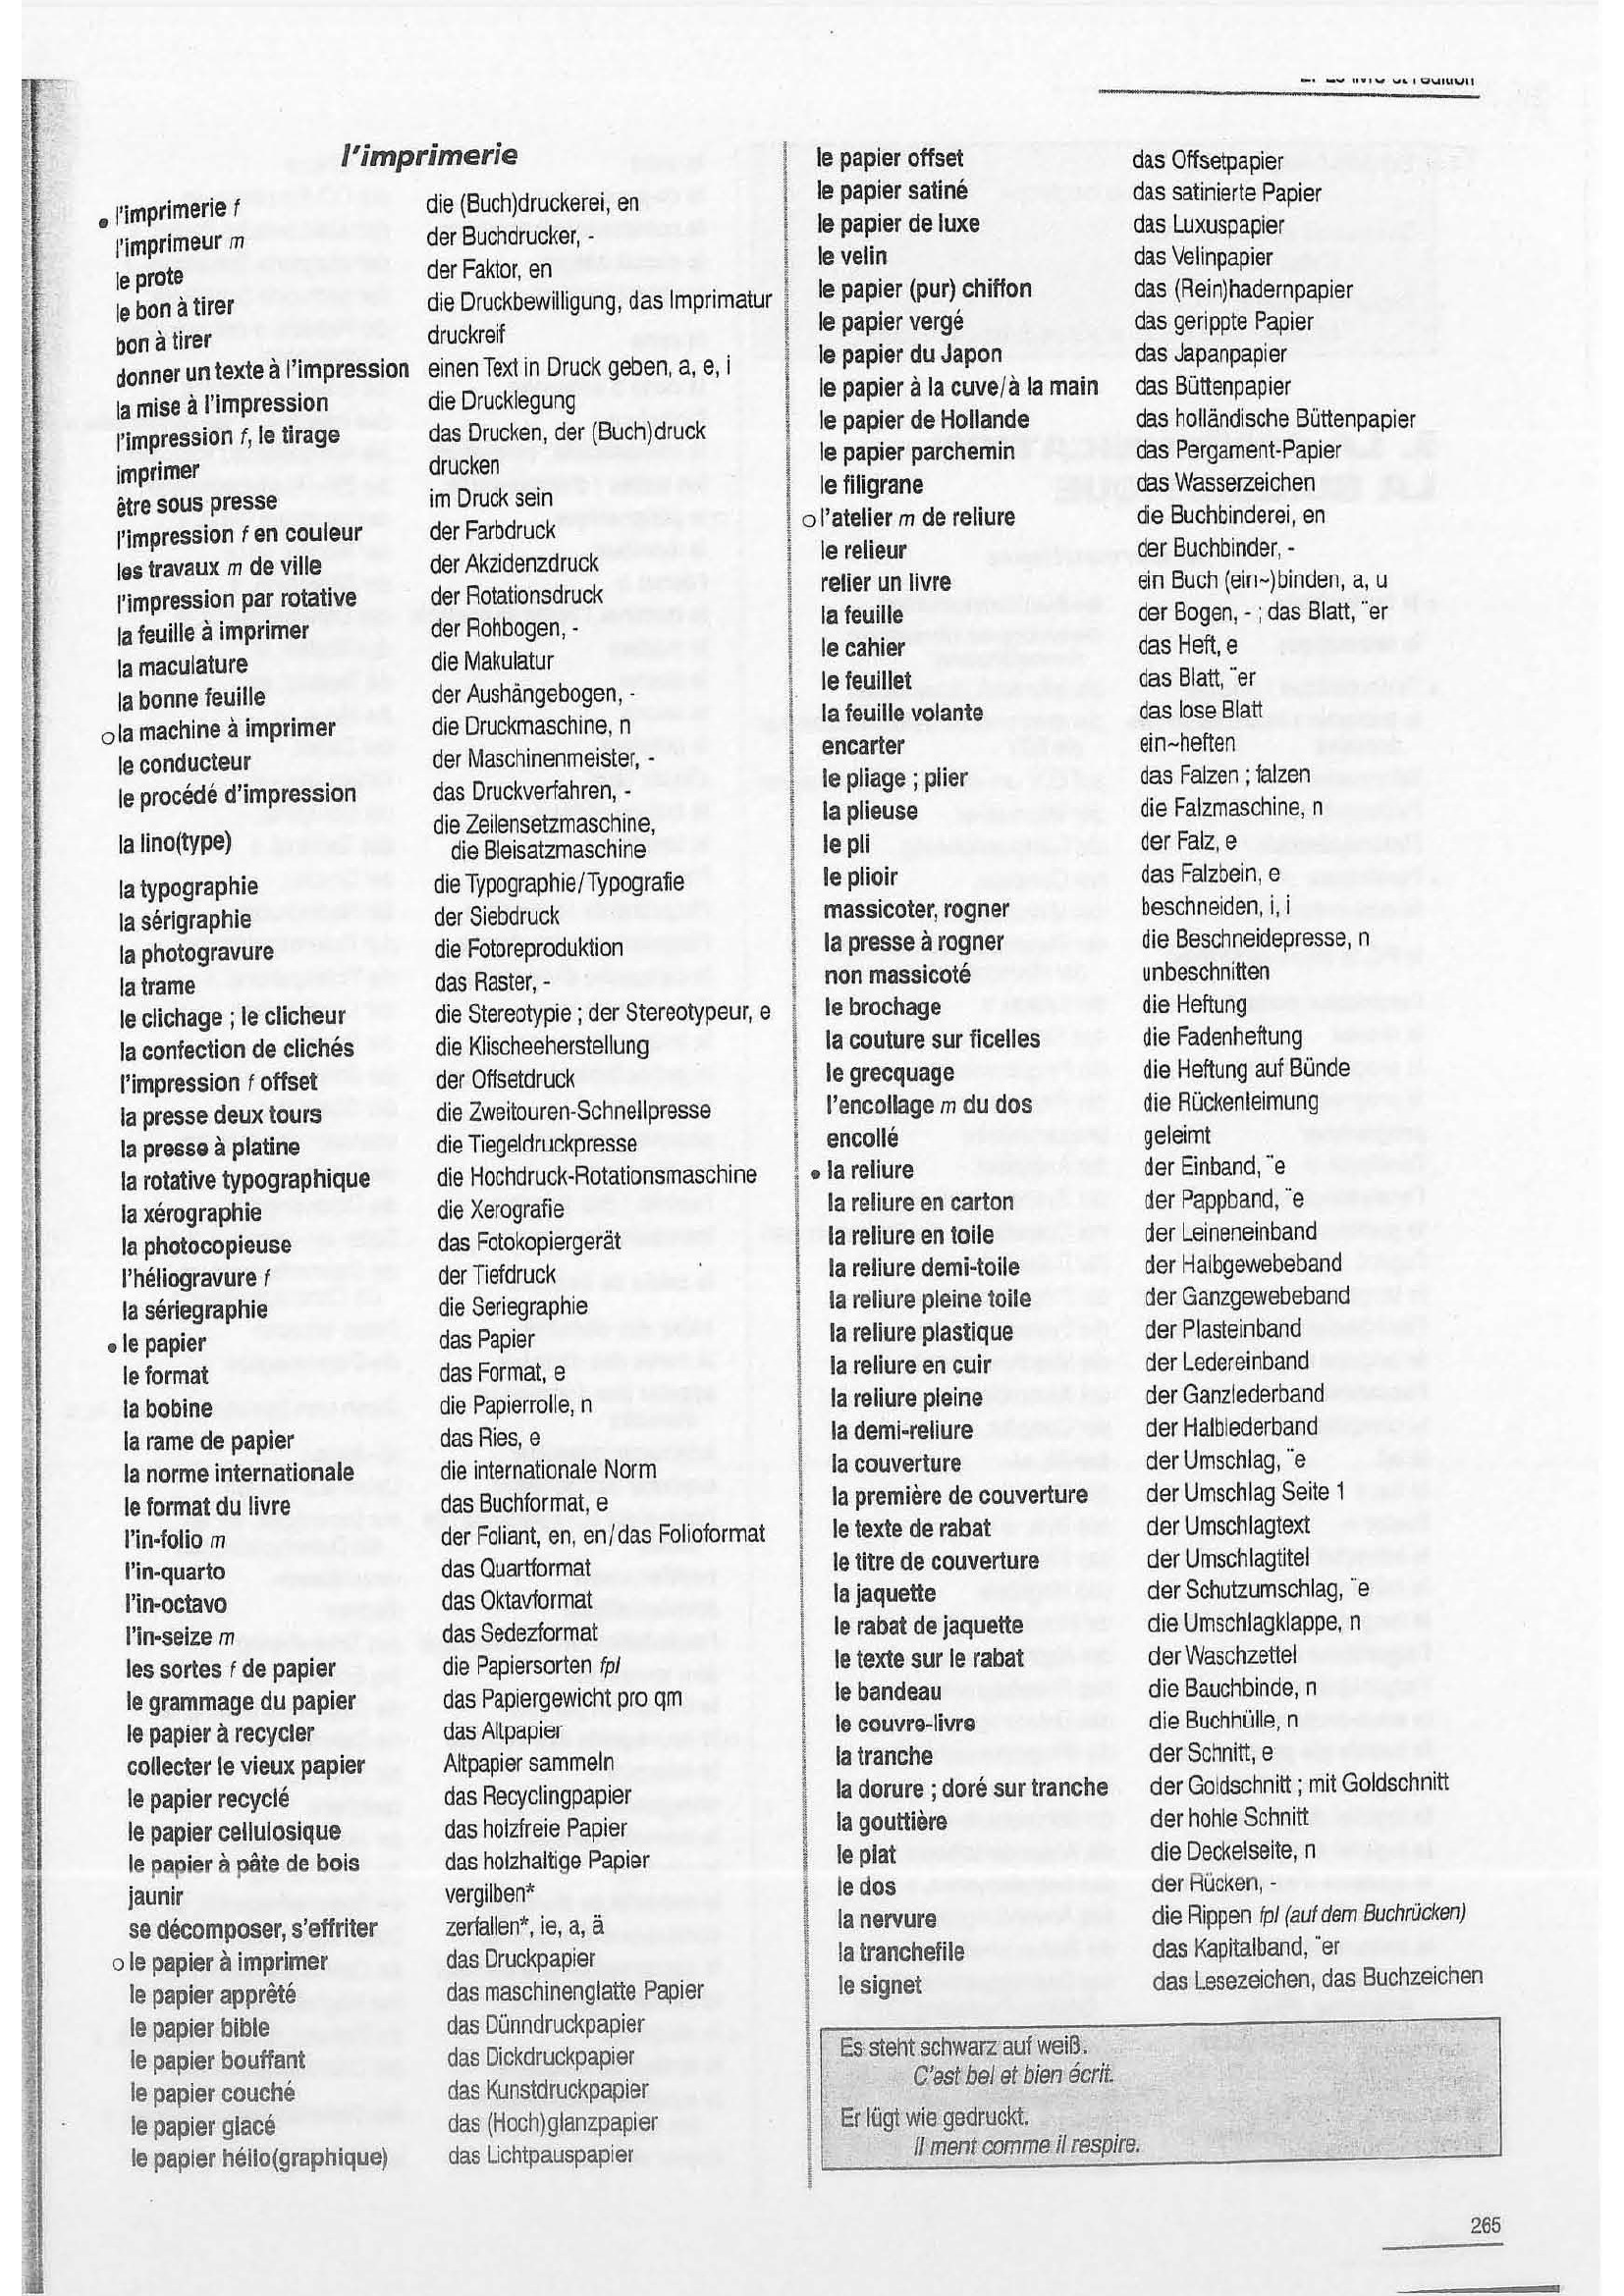 l'imprimerie
• l'imprimerie f die (Buch)druckerei, en
l'imprimeur m der Buchdrucker, -
le prote der Faktor, en
le bon à tirer die Druckbewilligung, das Imprimatur
bon à tirer druckreif
donner un texte à l'impression einen Text in Druck geben, a, e, i
la mise à l'impression die Drucklegung
l'impression f, le tirage das Drucken, der (Buch)druck
imprimer drucken
être sous presse im Druck sein
l'impression f en couleur der Farbdruck
les travaux m de ville der Akzidenzdruck
l'impression par rotative der Rotationsdruck
la feuille à imprimer der Rohbogen, -
la maculature die Makulatur
la bonne feuille der Aushängebogen, -
o la machine à imprimer die Druckmaschine, n
le conducteur der Maschinenmeister, -
le procédé d'impression das Druckverfahren, -
la lino(type) die Zeilensetzmaschine,
die Bleisatzmaschine
la typographie die Typographie/Typografie
la sérigraphie der Siebdruck
la photogravure die Fotoreproduktion
la trame das Raster, -
le clichage ; le clicheur die Stereotypie ; der Stereotypeur, e
la confection de clichés die Klischeeherstellung
l'impression f offset der Offsetdruck
la presse deux tours die Zweitouren-Schnellpresse
la presse à platine die Tiegeldruckpresse
la rotative typographique die Hochdruck-Rotationsmaschine
la xérographie die Xerografie
la photocopieuse das Fotokopiergerät
l'héliogravure f der Tiefdruck
la sériegraphie die Seriegraphie
• le papier das Papier
le format das Format, e
la bobine die Papierrolle, n
la rame de papier das Ries, e
la norme internationale die internationale Norm
le format du livre das Buchformat, e
l'in-folio m der Foliant, en, en/das Folioformat
l'in-quarto das Quartformat
l'in-octavo das Oktavformat
l'in-seize m das Sedezformat
les sortes f de papier die Papiersorten fpl
le grammage du papier das Papiergewicht pro qm
le papier à recycler das Altpapier
collecter le vieux papier Altpapier sammeln
le papier recyclé das Recyclingpapier
le papier cellulosique das holzfreie Papier
le papier à pâte de bois das holzhaltige Papier
jaunir vergilben*
se décomposer, s'effriter zerfallen*, ie, a, ä
o le papier à imprimer das Druckpapier
le papier apprêté das maschinenglatte Papier
le papier bible das Dünndruckpapier
le papier bouffant das Dickdruckpapier
le papier couché das Kunstdruckpapier
le papier glacé das (Hoch)glanzpapier
le papier hélio(graphique) das Lichtpauspapier
le papier offset das Offsetpapier
le papier satiné das satinierte Papier
le papier de luxe das Luxuspapier
le velin das Velinpapier
le papier (pur) chiffon das (Rein)hadernpapier
le papier vergé das gerippte Papier
le papier du Japon das Japanpapier
le papier à la cuve/à la main das Büttenpapier
le papier de Hollande das holländische Büttenpapier
le papier parchemin das Pergament-Papier
le filigrane das Wasserzeichen
o l'atelier m de reliure die Buchbinderei, en
le relieur der Buchbinder, -
relier un livre ein Buch (ein~)binden, a, u
la feuille der Bogen, - ; das Blatt, ¨er
le cahier das Heft, e
le feuillet das Blatt, ¨er
la feuille volante das lose Blatt
encarter ein~heften
le pliage ; plier das Falzen ; falzen
la plieuse die Falzmaschine, n
le pli der Falz, e
le plioir das Falzbein, e
massicoter, rogner beschneiden, i, i
la presse à rogner die Beschneidepresse, n
non massicoté unbeschnitten
le brochage die Heftung
la couture sur ficelles die Fadenheftung
le grecquage die Heftung auf Bünde
l'encollage m du dos die Rückenleimung
encollé geleimt
• la reliure der Einband, ¨e
la reliure en carton der Pappband, ¨e
la reliure en toile der Leineneinband
la reliure demi-toile der Halbgewebeband
la reliure pleine toile der Ganzgewebeband
la reliure plastique der Plasteinband
la reliure en cuir der Ledereinband
la reliure pleine der Ganzlederband
la demi-reliure der Halblederband
la couverture der Umschlag, ¨e
la première de couverture der Umschlag Seite 1
le texte de rabat der Umschlagtext
le titre de couverture der Umschlagtitel
la jaquette der Schutzumschlag, ¨e
le rabat de jaquette die Umschlagklappe, n
le texte sur le rabat der Waschzettel
le bandeau die Bauchbinde, n
le couvre-livre die Buchhülle, n
la tranche der Schnitt, e
la dorure ; doré sur tranche der Goldschnitt ; mit Goldschnitt
la gouttière der hohle Schnitt
le plat die Deckelseite, n
le dos der Rücken, -
la nervure die Rippen fpl (auf dem Buchrücken)
la tranchefile das Kapitalband, ¨er
le signet das Lesezeichen, das Buchzeichen
Es steht schwarz auf weiß.
C'est bel et bien écrit.
Er lügt wie gedruckt.
Il ment comme il respire.
265